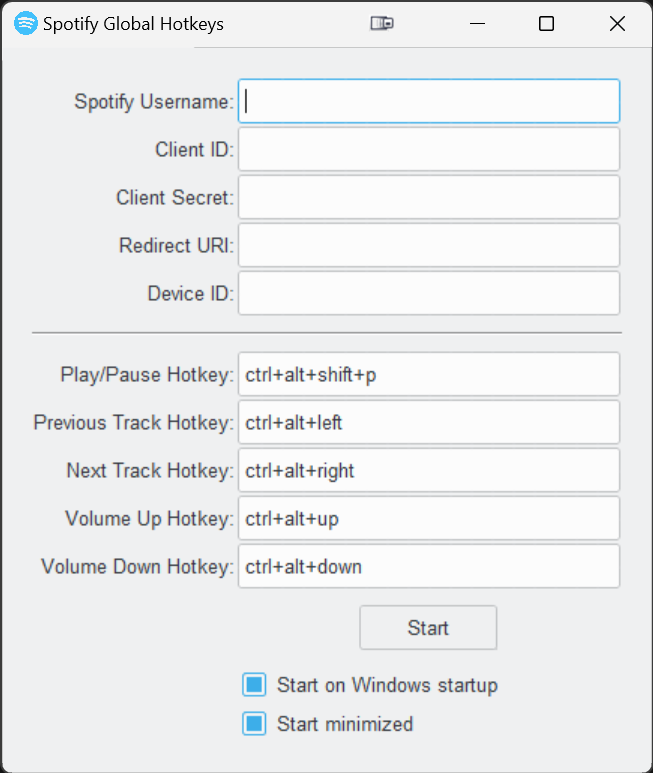 Spotify Global Hotkeys
Spotify Username:
Client ID:
Client Secret:
Redirect URI:
Device ID:
Play/Pause Hotkey: ctrl+alt+shift+p
Previous Track Hotkey: ctrl+alt+left
Next Track Hotkey: ctrl+alt+right
Volume Up Hotkey: ctrl+alt+up
Volume Down Hotkey: ctrl+alt+down
Start
Start on Windows startup
Start minimized